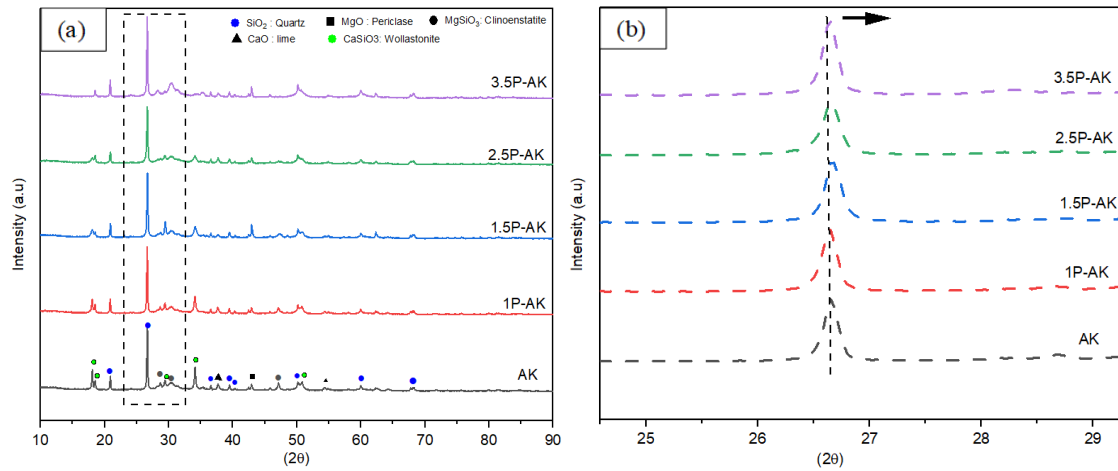 (a)
SiO₂ : Quartz MgO : Periclase MgSiO₃: Clinoenstatite
CaO : lime CaSiO3: Wollastonite
3.5P-AK
2.5P-AK
1.5P-AK
1P-AK
AK
Intensity (a.u)
10 20 30 40 50 60 70 80 90
(2θ)
(b)
3.5P-AK
2.5P-AK
1.5P-AK
1P-AK
AK
Intensity (a.u)
25 26 27 28 29
(2θ)